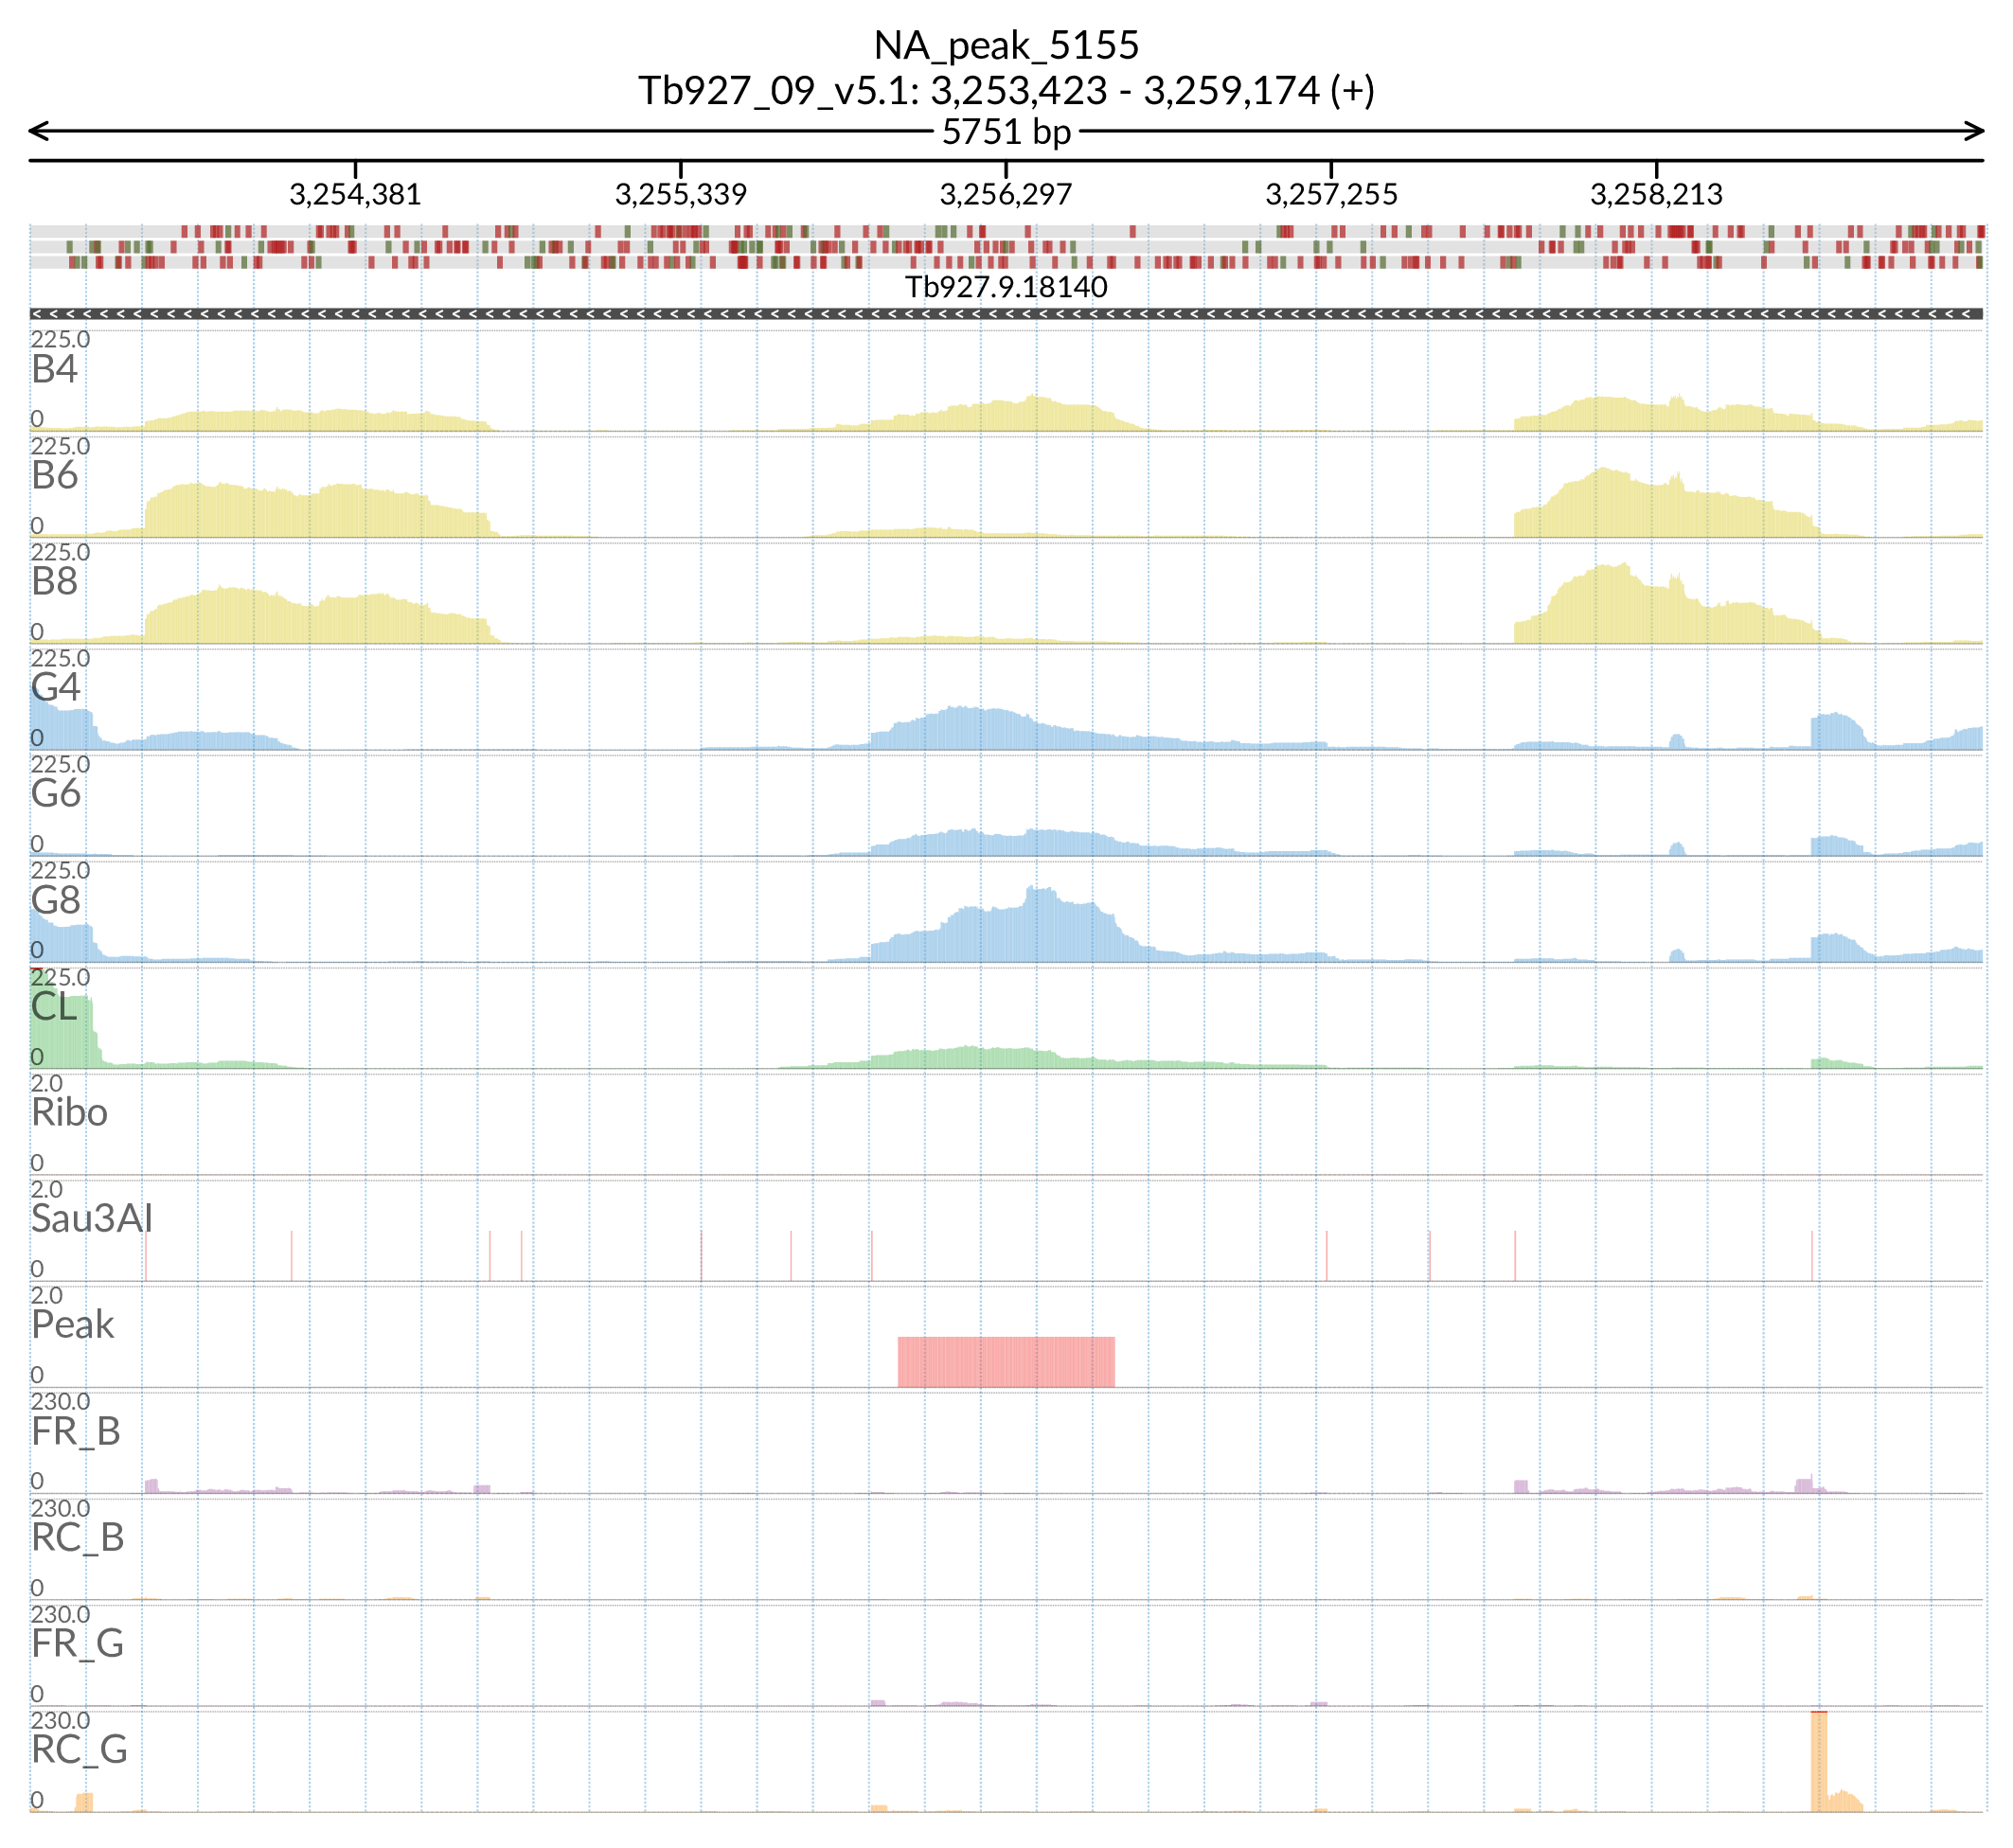 NA_peak_5155
Tb927_09_v5.1: 3,253,423 - 3,259,174 (+)
5751 bp
3,254,381 3,255,339 3,256,297 3,257,255 3,258,213
Tb927.9.18140
225.0
B4
0
225.0
B6
0
225.0
B8
0
225.0
G4
0
225.0
G6
0
225.0
G8
0
225.0
CL
0
2.0
Ribo
0
2.0
Sau3AI
0
2.0
Peak
0
230.0
FR_B
0
230.0
RC_B
0
230.0
FR_G
0
230.0
RC_G
0